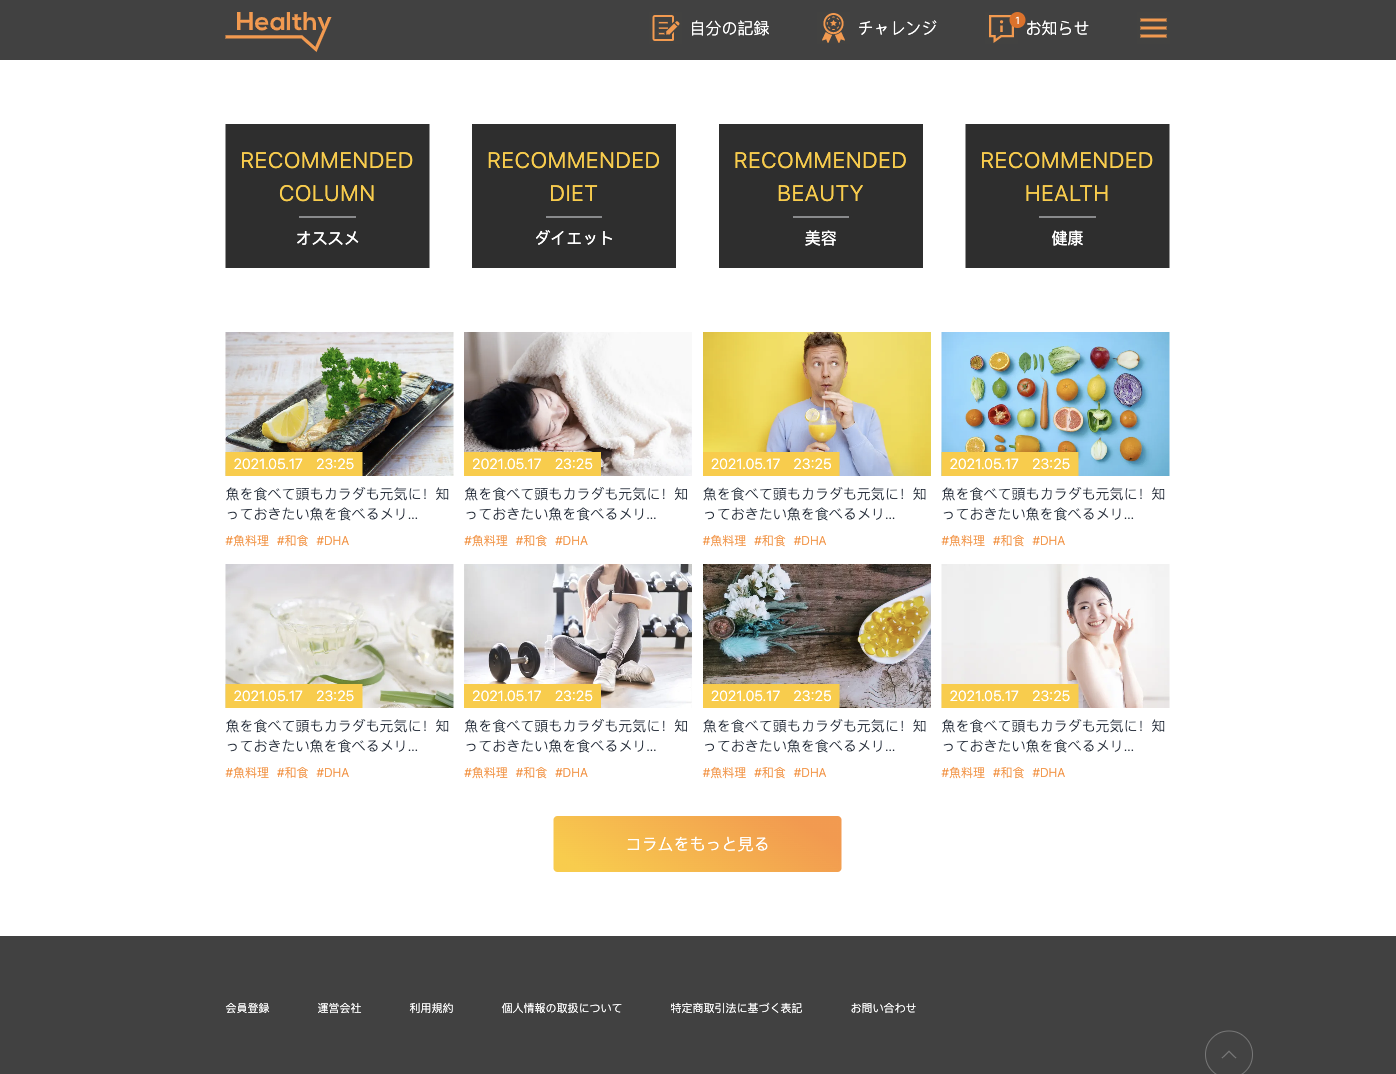 Healthy
自分の記録
チャレンジ
1
お知らせ
RECOMMENDED
COLUMN
オススメ
RECOMMENDED
DIET
ダイエット
RECOMMENDED
BEAUTY
美容
RECOMMENDED
HEALTH
健康
2021.05.17 23:25
魚を食べて頭もカラダも元気に！知
っておきたい魚を食べるメリ...
#魚料理 #和食 #DHA
2021.05.17 23:25
魚を食べて頭もカラダも元気に！知
っておきたい魚を食べるメリ...
#魚料理 #和食 #DHA
2021.05.17 23:25
魚を食べて頭もカラダも元気に！知
っておきたい魚を食べるメリ...
#魚料理 #和食 #DHA
2021.05.17 23:25
魚を食べて頭もカラダも元気に！知
っておきたい魚を食べるメリ...
#魚料理 #和食 #DHA
2021.05.17 23:25
魚を食べて頭もカラダも元気に！知
っておきたい魚を食べるメリ...
#魚料理 #和食 #DHA
2021.05.17 23:25
魚を食べて頭もカラダも元気に！知
っておきたい魚を食べるメリ...
#魚料理 #和食 #DHA
2021.05.17 23:25
魚を食べて頭もカラダも元気に！知
っておきたい魚を食べるメリ...
#魚料理 #和食 #DHA
2021.05.17 23:25
魚を食べて頭もカラダも元気に！知
っておきたい魚を食べるメリ...
#魚料理 #和食 #DHA
コラムをもっと見る
会員登録
運営会社
利用規約
個人情報の取扱について
特定商取引法に基づく表記
お問い合わせ